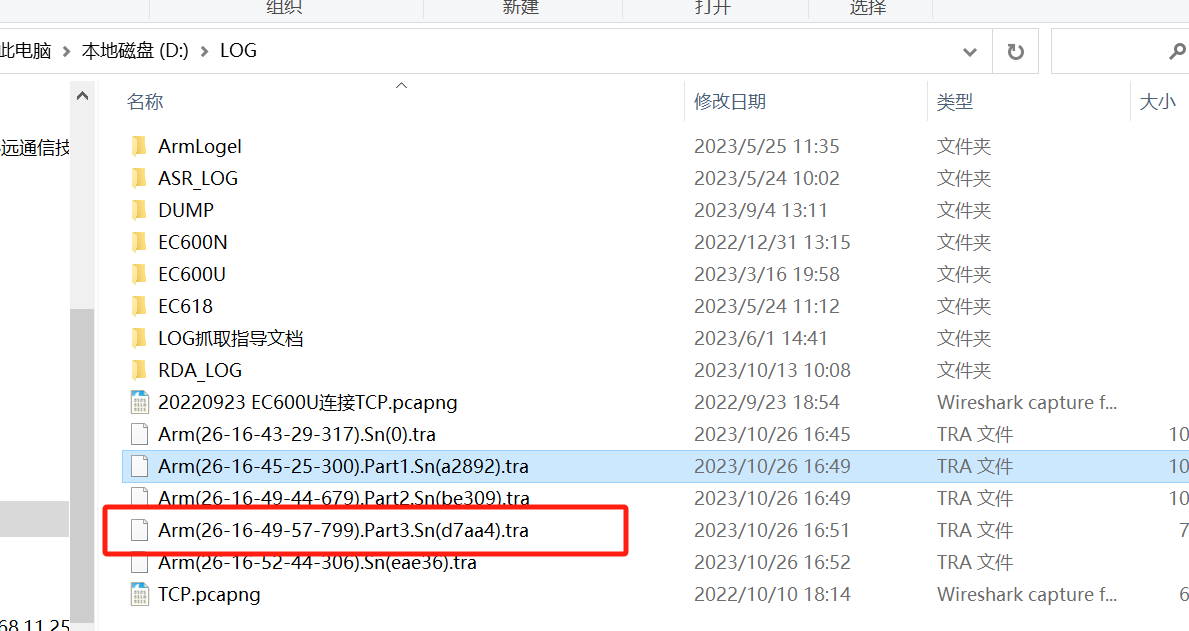 组织 新建 打开 选择
此电脑 > 本地磁盘 (D:) > LOG
名称 修改日期 类型 大小
ArmLogel 2023/5/25 11:35 文件夹
远通信技
ASR_LOG 2023/5/24 10:02 文件夹
DUMP 2023/9/4 13:11 文件夹
EC600N 2022/12/31 13:15 文件夹
EC600U 2023/3/16 19:58 文件夹
EC618 2023/5/24 11:12 文件夹
LOG抓取指导文档 2023/6/1 14:41 文件夹
RDA_LOG 2023/10/13 10:08 文件夹
20220923 EC600U连接TCP.pcapng 2022/9/23 18:54 Wireshark capture f...
Arm(26-16-43-29-317).Sn(0).tra 2023/10/26 16:45 TRA 文件 10
Arm(26-16-45-25-300).Part1.Sn(a2892).tra 2023/10/26 16:49 TRA 文件 10
Arm(26-16-49-44-679).Part2.Sn(be309).tra 2023/10/26 16:49 TRA 文件 10
Arm(26-16-49-57-799).Part3.Sn(d7aa4).tra 2023/10/26 16:51 TRA 文件 7
Arm(26-16-52-44-306).Sn(eae36).tra 2023/10/26 16:52 TRA 文件
TCP.pcapng 2022/10/10 18:14 Wireshark capture f... 6
68.11.25